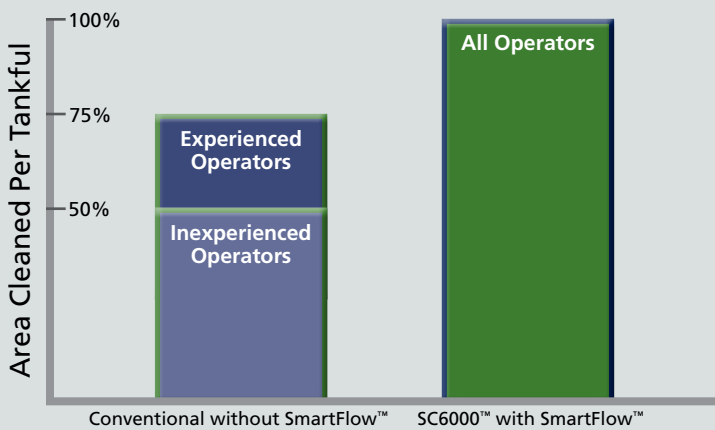 Area Cleaned Per Tankful
100%
75%
50%
Experienced
Operators
Inexperienced
Operators
All Operators
Conventional without SmartFlow™
SC6000™ with SmartFlow™